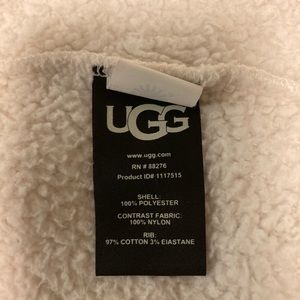 UGG
www.ugg.com
RN # 88276
Product ID# 1117515
SHELL:
100% POLYESTER
CONTRAST FABRIC:
100% NYLON
RIB:
97% COTTON 3% ElASTANE